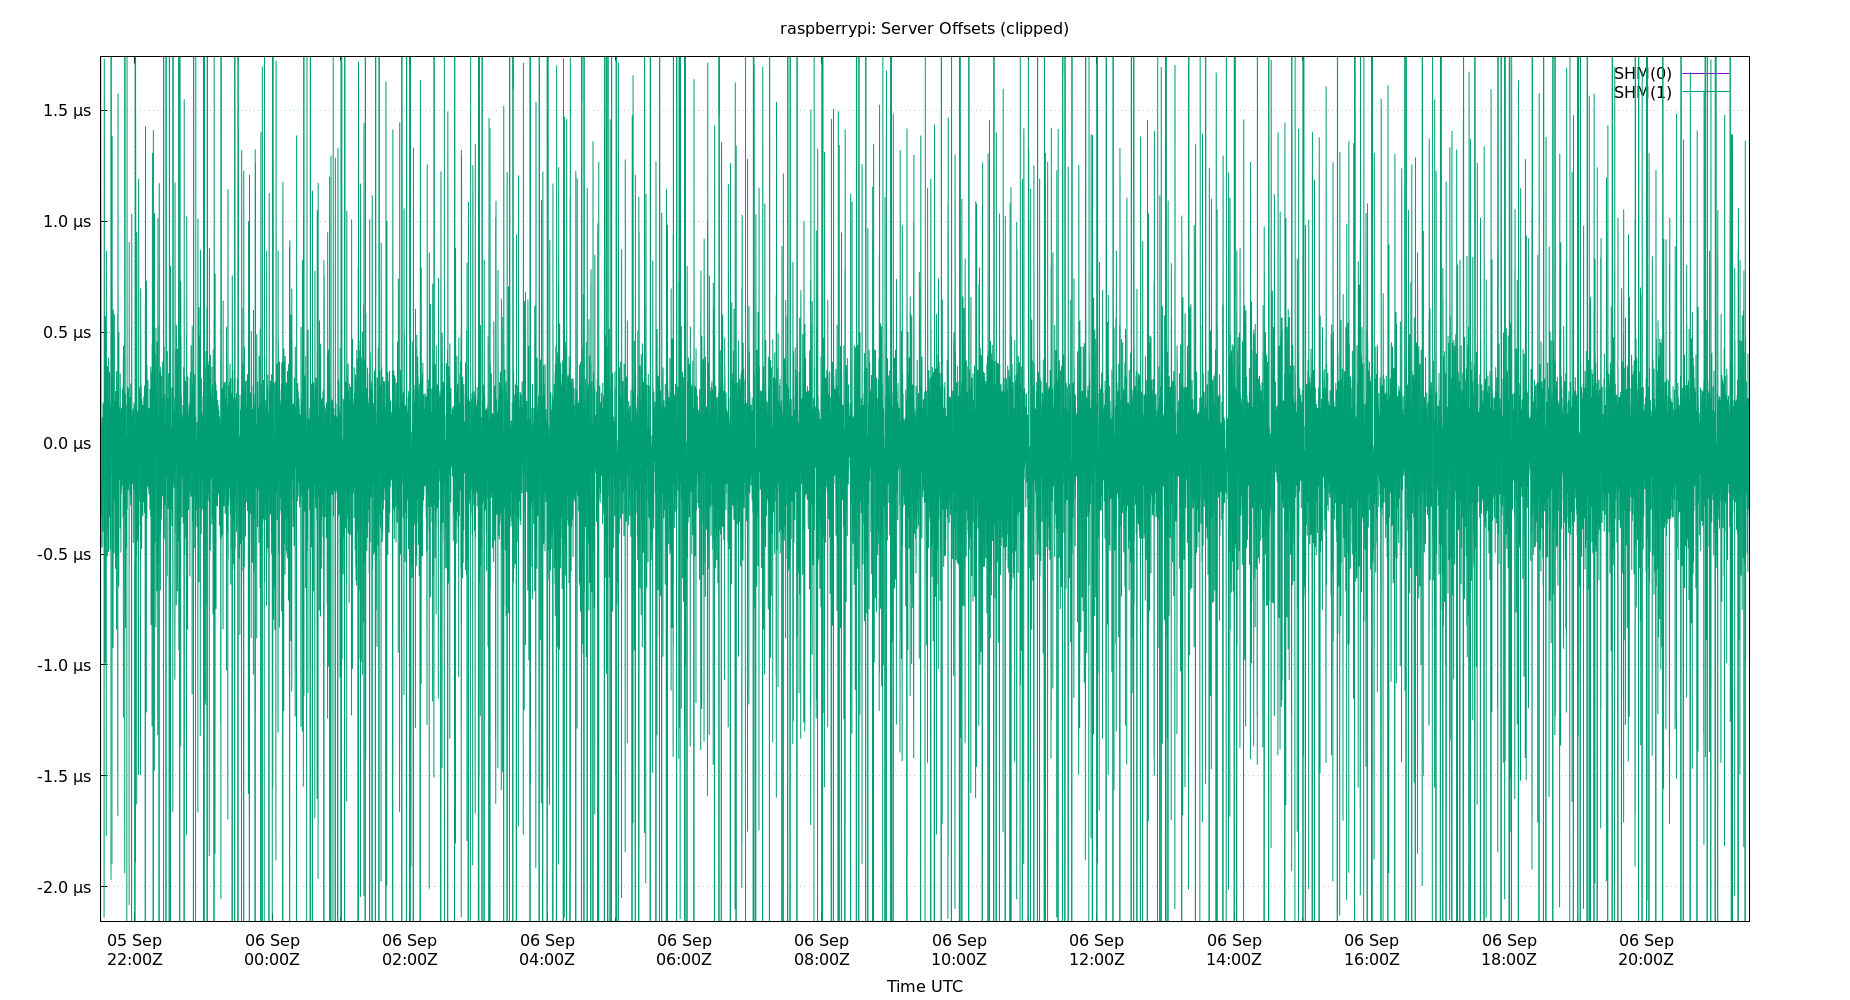 raspberrypi: Server Offsets (clipped)
SHM(0)
SHM(1)
1.5 µs
1.0 µs
0.5 µs
0.0 µs
-0.5 µs
-1.0 µs
-1.5 µs
-2.0 µs
05 Sep 06 Sep 06 Sep 06 Sep 06 Sep 06 Sep 06 Sep 06 Sep 06 Sep 06 Sep 06 Sep 06 Sep
22:00Z 00:00Z 02:00Z 04:00Z 06:00Z 08:00Z 10:00Z 12:00Z 14:00Z 16:00Z 18:00Z 20:00Z
Time UTC